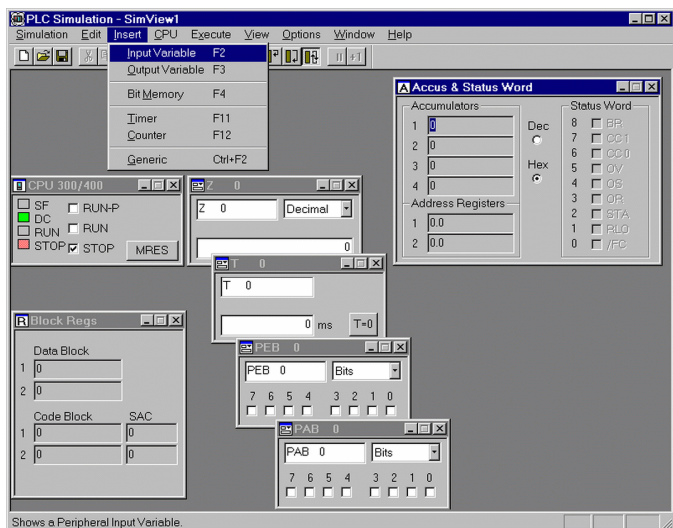 PLC Simulation - SimView1
Simulation Edit Insert CPU Execute View Options Window Help
Input Variable F2
Output Variable F3
Bit Memory F4
Timer F11
Counter F12
Generic Ctrl+F2
+1
A Accus & Status Word
Accumulators
1 0
2 0
3 0
4 0
Dec
Hex
Address Registers
1 0.0
2 0.0
Status Word
8 BR
7 CC1
6 CC0
5 OV
4 OS
3 OR
2 STA
1 RLO
0 /FC
CPU 300/400
SF
DC
RUN
STOP
RUN-P
RUN
STOP
MRES
Z 0
Z 0 Decimal
0
T 0
T 0
0 ms T=0
R Block Regs
Data Block
1 0
2 0
Code Block SAC
1 0 0
2 0 0
PEB 0
PEB 0 Bits
7 6 5 4 3 2 1 0
PAB 0
PAB 0 Bits
7 6 5 4 3 2 1 0
Shows a Peripheral Input Variable.